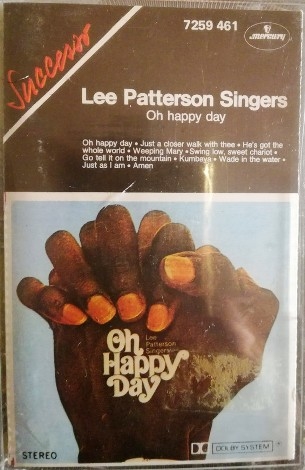 Successo
7259 461
mercury
Lee Patterson Singers
Oh happy day
Oh happy day • Just a closer walk with thee • He's got the
whole world • Weeping Mary • Swing low, sweet chariot •
Go tell it on the mountain • Kumbaya • Wade in the water •
Just as I am • Amen
Oh
Happy
Day
Lee
Patterson
Singers
STEREO
DOLBY SYSTEM